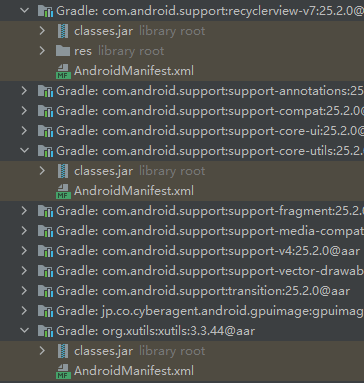 Gradle: com.android.support:recyclerview-v7:25.2.0@
classes.jar library root
res library root
MF AndroidManifest.xml
Gradle: com.android.support:support-annotations:25
Gradle: com.android.support:support-compat:25.2.0@
Gradle: com.android.support:support-core-ui:25.2.0@
Gradle: com.android.support:support-core-utils:25.2.
classes.jar library root
MF AndroidManifest.xml
Gradle: com.android.support:support-fragment:25.2.0
Gradle: com.android.support:support-media-compat
Gradle: com.android.support:support-v4:25.2.0@aar
Gradle: com.android.support:support-vector-drawab
Gradle: com.android.support:transition:25.2.0@aar
Gradle: jp.co.cyberagent.android.gpuimage:gpuimag
Gradle: org.xutils:xutils:3.3.44@aar
classes.jar library root
MF AndroidManifest.xml